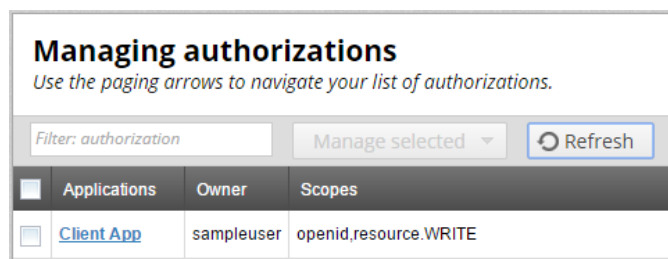 Managing authorizations
Use the paging arrows to navigate your list of authorizations.
Filter: authorization Manage selected Refresh
Applications Owner Scopes
Client App sampleuser openid,resource.WRITE